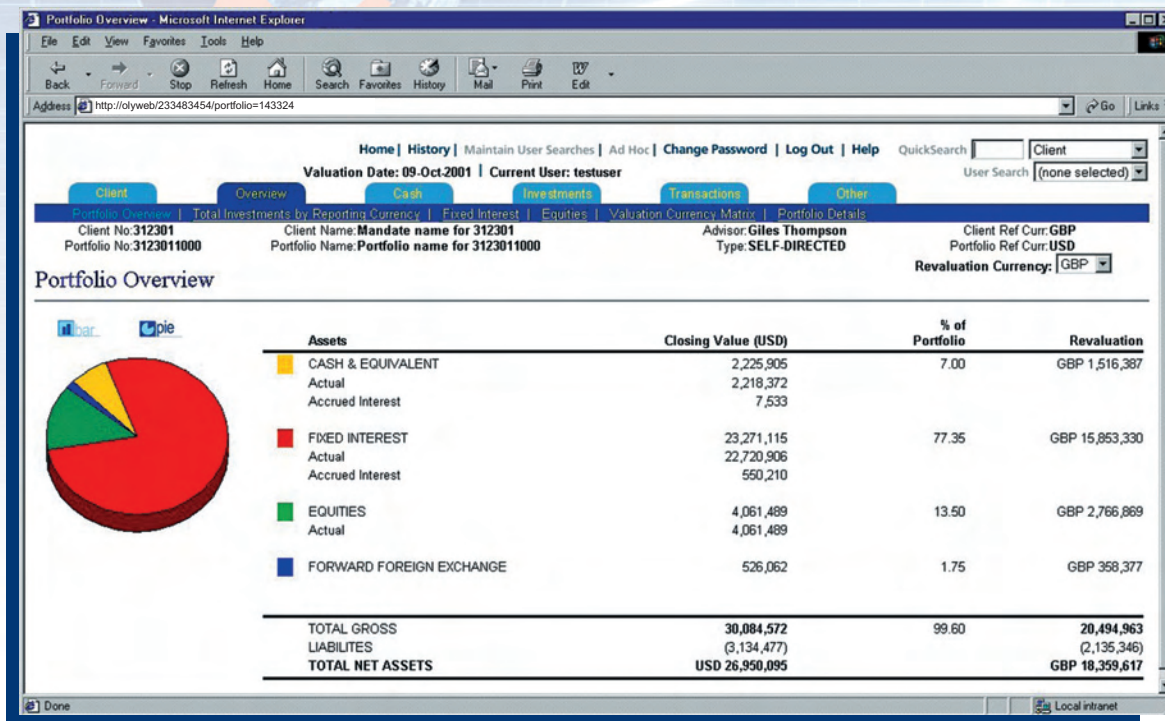 Portfolio Overview - Microsoft Internet Explorer
File Edit View Favorites Tools Help
Back Forward Stop Refresh Home Search Favorites History Mail Print Edit
Address http://olyweb/233483454/portfolio=143324 Go Links
Home | History | Maintain User Searches | Ad Hoc | Change Password | Log Out | Help QuickSearch Client
Valuation Date: 09-Oct-2001 | Current User: testuser User Search (none selected)
Client Overview Cash Investments Transactions Other
Portfolio Overview | Total Investments by Reporting Currency | Fixed Interest | Equities | Valuation Currency Matrix | Portfolio Details
Client No:312301 Client Name:Mandate name for 312301 Advisor:Giles Thompson Client Ref Curr:GBP
Portfolio No:3123011000 Portfolio Name:Portfolio name for 3123011000 Type:SELF-DIRECTED Portfolio Ref Curr:USD
Revaluation Currency: GBP
Portfolio Overview
bar pie
Assets Closing Value (USD) % of Portfolio Revaluation
CASH & EQUIVALENT 2,225,905 7.00 GBP 1,516,387
Actual 2,218,372
Accrued Interest 7,533
FIXED INTEREST 23,271,115 77.35 GBP 15,853,330
Actual 22,720,906
Accrued Interest 550,210
EQUITIES 4,061,489 13.50 GBP 2,766,869
Actual 4,061,489
FORWARD FOREIGN EXCHANGE 526,062 1.75 GBP 358,377
TOTAL GROSS 30,084,572 99.60 20,494,963
LIABILITES (3,134,477) (2,135,346)
TOTAL NET ASSETS USD 26,950,095 GBP 18,359,617
Done Local intranet